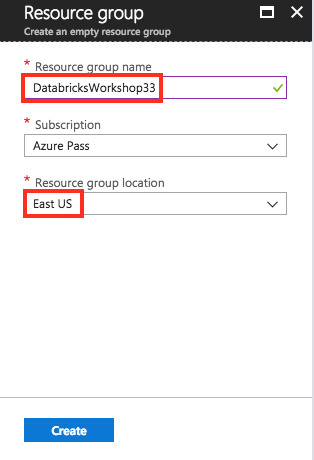 Resource group
Create an empty resource group
* Resource group name
DatabricksWorkshop33
* Subscription
Azure Pass
* Resource group location
East US
Create